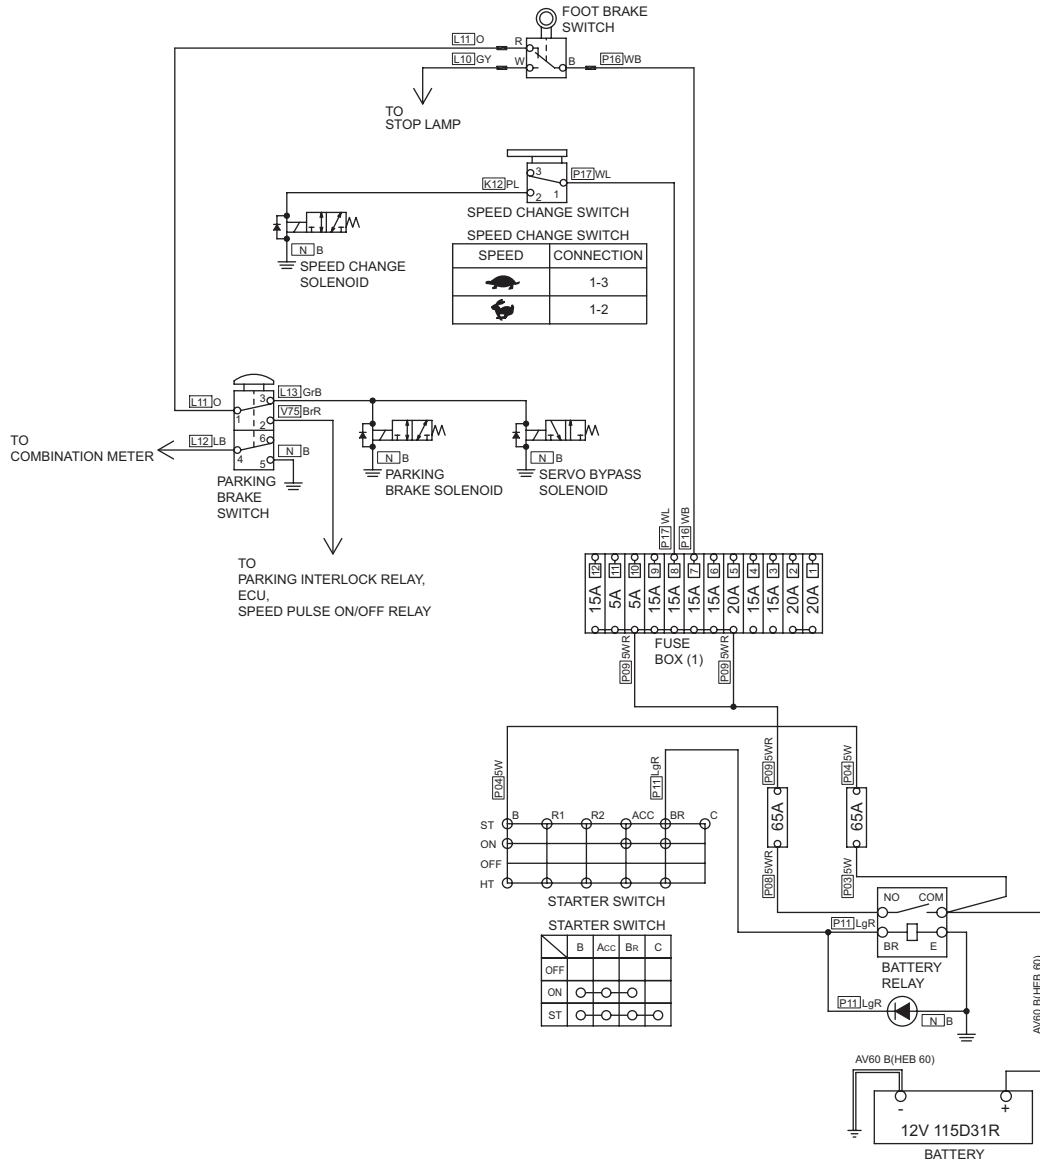 FOOT BRAKE
SWITCH
L11 O
R
L10 GY
W
B
P16 WB
TO
STOP LAMP
3
P17 WL
K12 PL
2
1
SPEED CHANGE SWITCH
N B
SPEED CHANGE
SOLENOID
SPEED CHANGE SWITCH
SPEED CONNECTION
1-3
1-2
L13 GrB
L11 O
3
1
2
V75 BrR
TO
COMBINATION METER
L12 LB
6
4
5
N B
PARKING
BRAKE
SWITCH
N B
PARKING
BRAKE SOLENOID
N B
SERVO BYPASS
SOLENOID
TO
PARKING INTERLOCK RELAY,
ECU,
SPEED PULSE ON/OFF RELAY
P17 WL
P16 WB
12 11 10 9 8 7 6 5 4 3 2 1
15A 5A 5A 15A 15A 15A 15A 20A 15A 15A 20A 20A
FUSE
BOX (1)
P09 5WR
P09 5WR
P04 5W
P11 LgR
P09 5WR
P04 5W
65A
65A
B R1 R2 ACC BR C
ST
ON
OFF
HT
STARTER SWITCH
P08 5WR
P03 5W
NO COM
P11 LgR
BR E
BATTERY
RELAY
STARTER SWITCH
B Acc BR C
OFF
ON
ST
P11 LgR
N B
AV60 B(HEB 60)
AV60 B(HEB 60)
- +
12V 115D31R
BATTERY